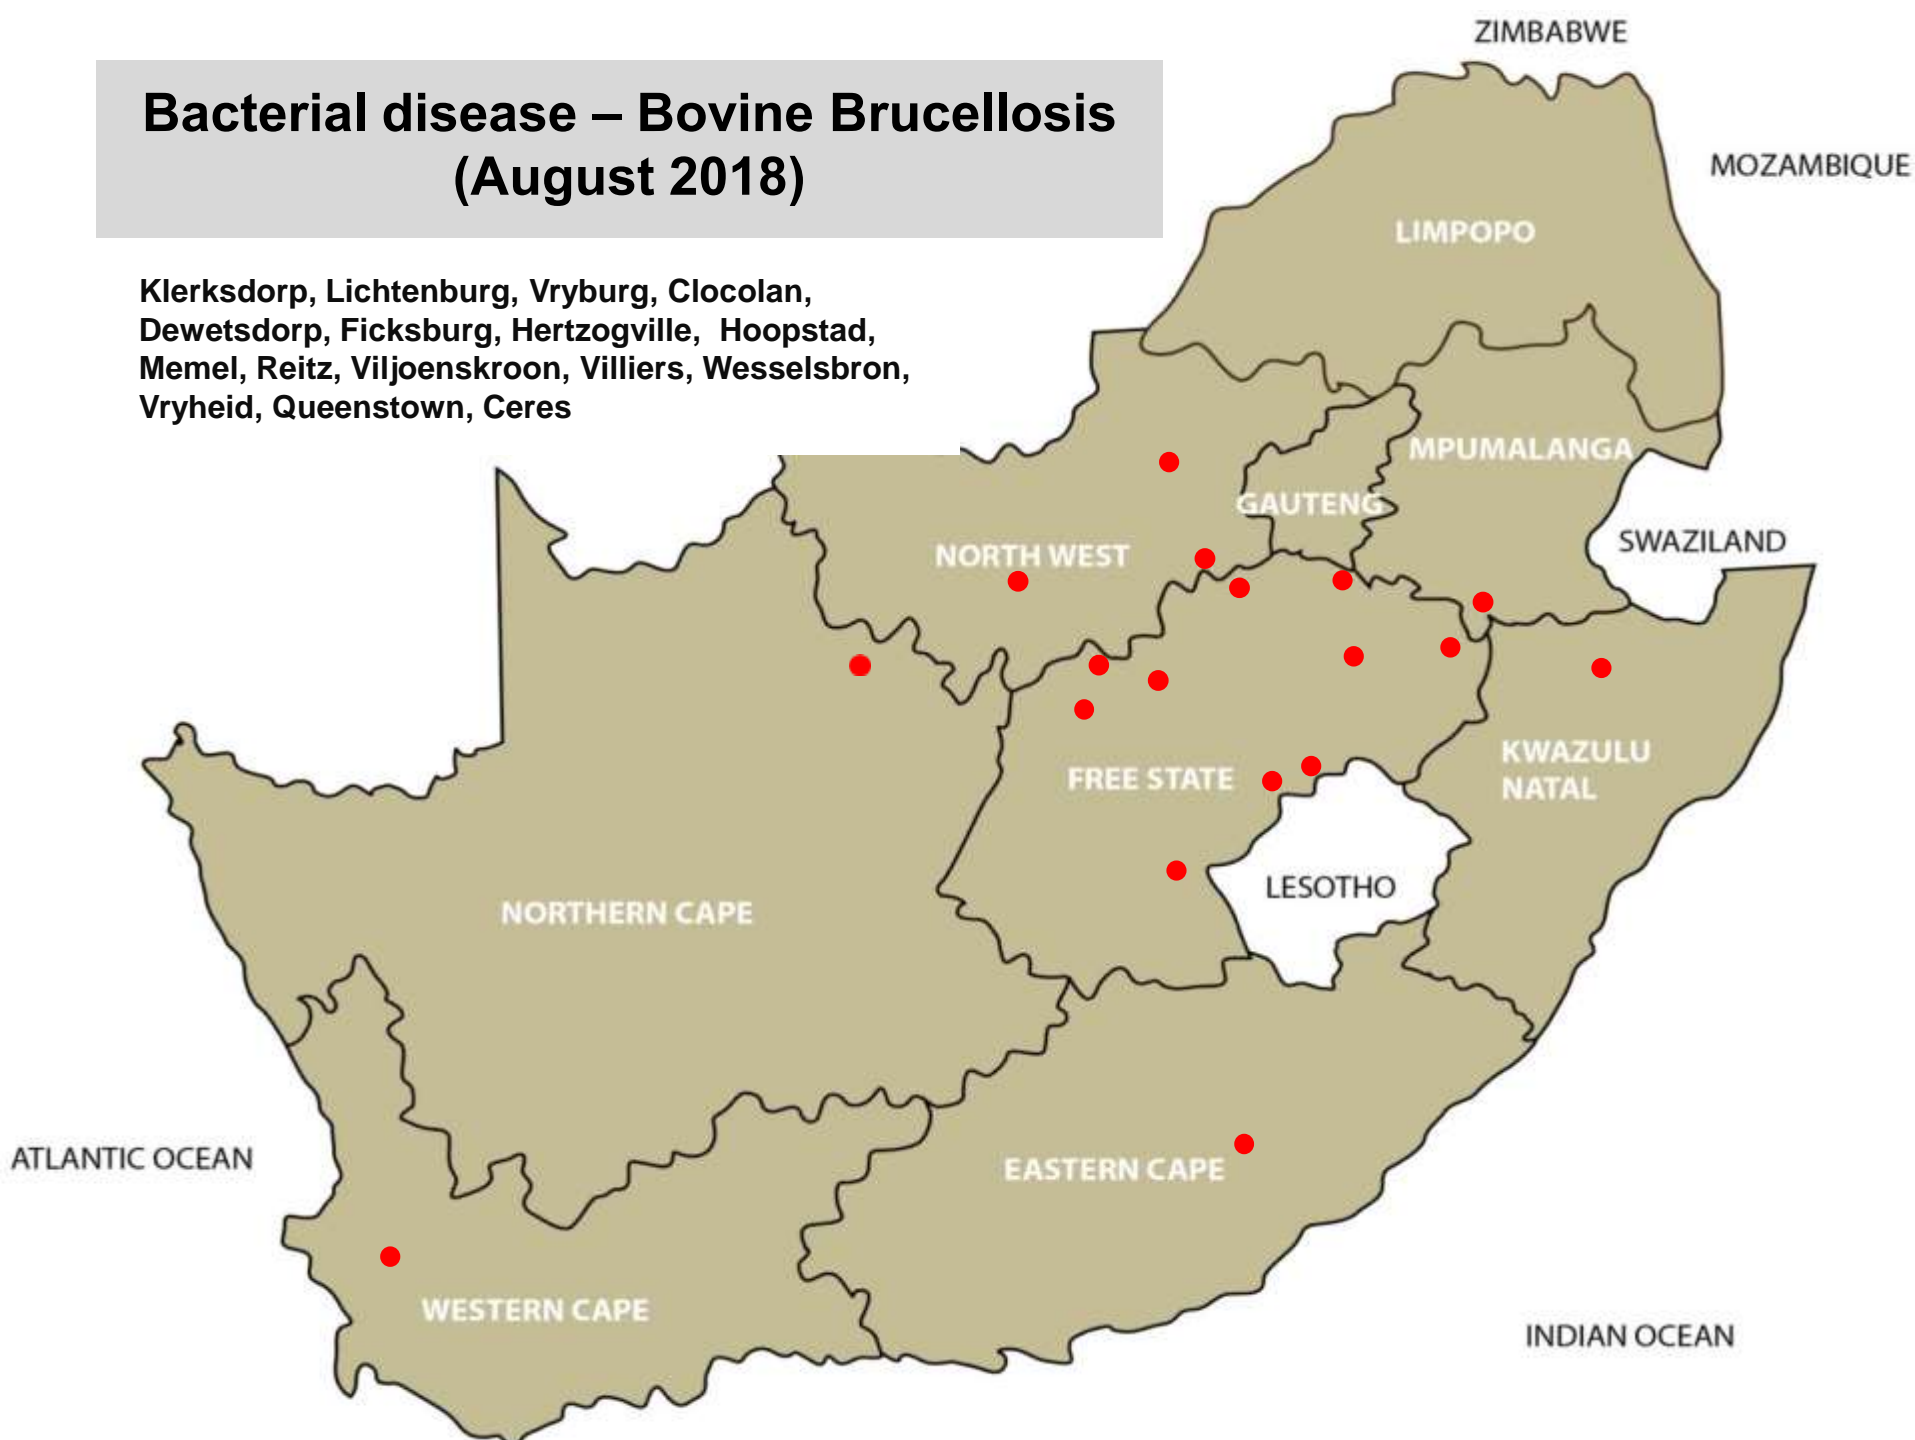 Bacterial disease – Bovine Brucellosis
(August 2018)
Klerksdorp, Lichtenburg, Vryburg, Clocolan,
Dewetsdorp, Ficksburg, Hertzogville, Hoopstad,
Memel, Reitz, Viljoenskroon, Villiers, Wesselsbron,
Vryheid, Queenstown, Ceres
ZIMBABWE
MOZAMBIQUE
LIMPOPO
MPUMALANGA
GAUTENG
SWAZILAND
NORTH WEST
KWAZULU
NATAL
FREE STATE
LESOTHO
NORTHERN CAPE
ATLANTIC OCEAN
EASTERN CAPE
WESTERN CAPE
INDIAN OCEAN